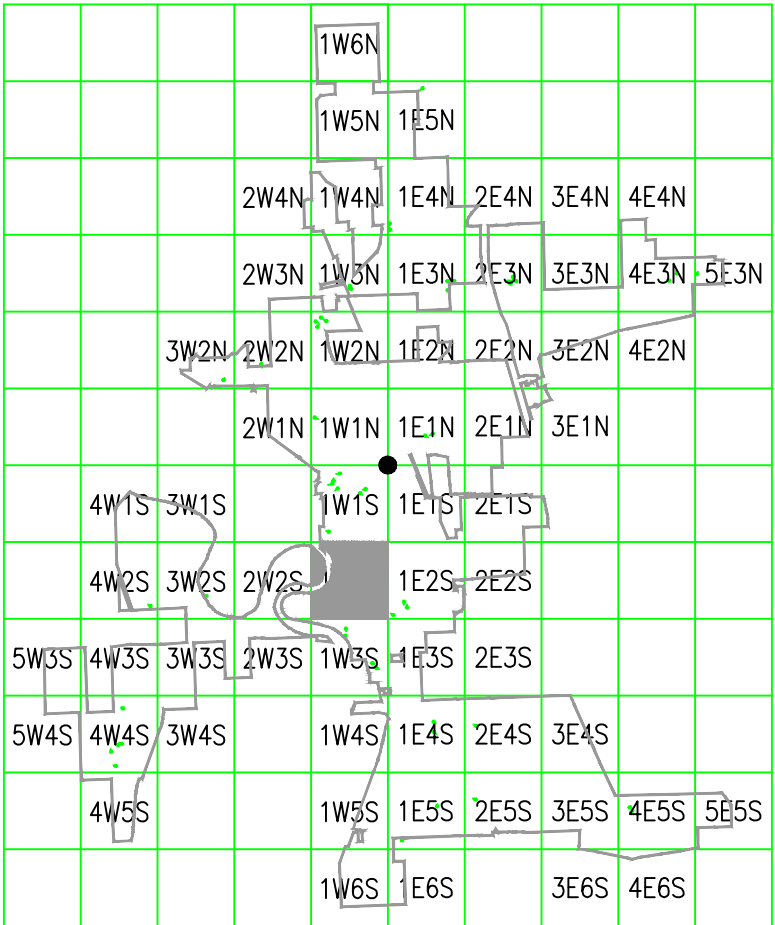 1W6N
1W5N 1E5N
2W4N 1W4N 1E4N 2E4N 3E4N 4E4N
2W3N 1W3N 1E3N 2E3N 3E3N 4E3N 5E3N
3W2N 2W2N 1W2N 1E2N 2E2N 3E2N 4E2N
2W1N 1W1N 1E1N 2E1N 3E1N
4W1S 3W1S 1W1S 1E1S 2E1S
4W2S 3W2S 2W2S 1E2S 2E2S
5W3S 4W3S 3W3S 2W3S 1W3S 1E3S 2E3S
5W4S 4W4S 3W4S 1W4S 1E4S 2E4S 3E4S
4W5S 1W5S 1E5S 2E5S 3E5S 4E5S 5E5S
1W6S 1E6S 3E6S 4E6S